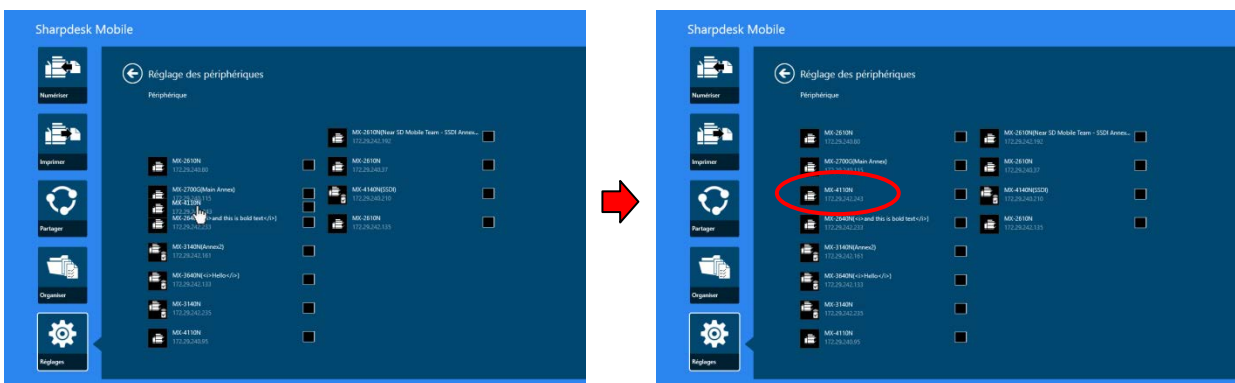 Sharpdesk Mobile
Numériser
Imprimer
Partager
Organiser
Réglages
Réglage des périphériques
Périphérique
MX-2610N
172.29.240.80
MX-2700G(Main Annex)
MX-4110N
MX-2640N(<i>and this is bold text</i>)
172.29.242.233
MX-3140N(Annex2)
172.29.242.161
MX-3640N(<i>Hello</i>)
172.29.242.133
MX-3140N
172.29.242.235
MX-4110N
172.29.240.95
MX-2610N(Near SD Mobile Team - SSDI Annex...
172.29.242.192
MX-2610N
172.29.240.37
MX-4140N(SSDI)
172.29.240.210
MX-2610N
172.29.242.135
Sharpdesk Mobile
Numériser
Imprimer
Partager
Organiser
Réglages
Réglage des périphériques
Périphérique
MX-2610N
172.29.240.80
MX-2700G(Main Annex)
MX-4110N
172.29.242.243
MX-2640N(<i>and this is bold text</i>)
172.29.242.233
MX-3140N(Annex2)
172.29.242.161
MX-3640N(<i>Hello</i>)
172.29.242.133
MX-3140N
172.29.242.235
MX-4110N
172.29.240.95
MX-2610N(Near SD Mobile Team - SSDI Annex...
172.29.242.192
MX-2610N
172.29.240.37
MX-4140N(SSDI)
172.29.240.210
MX-2610N
172.29.242.135